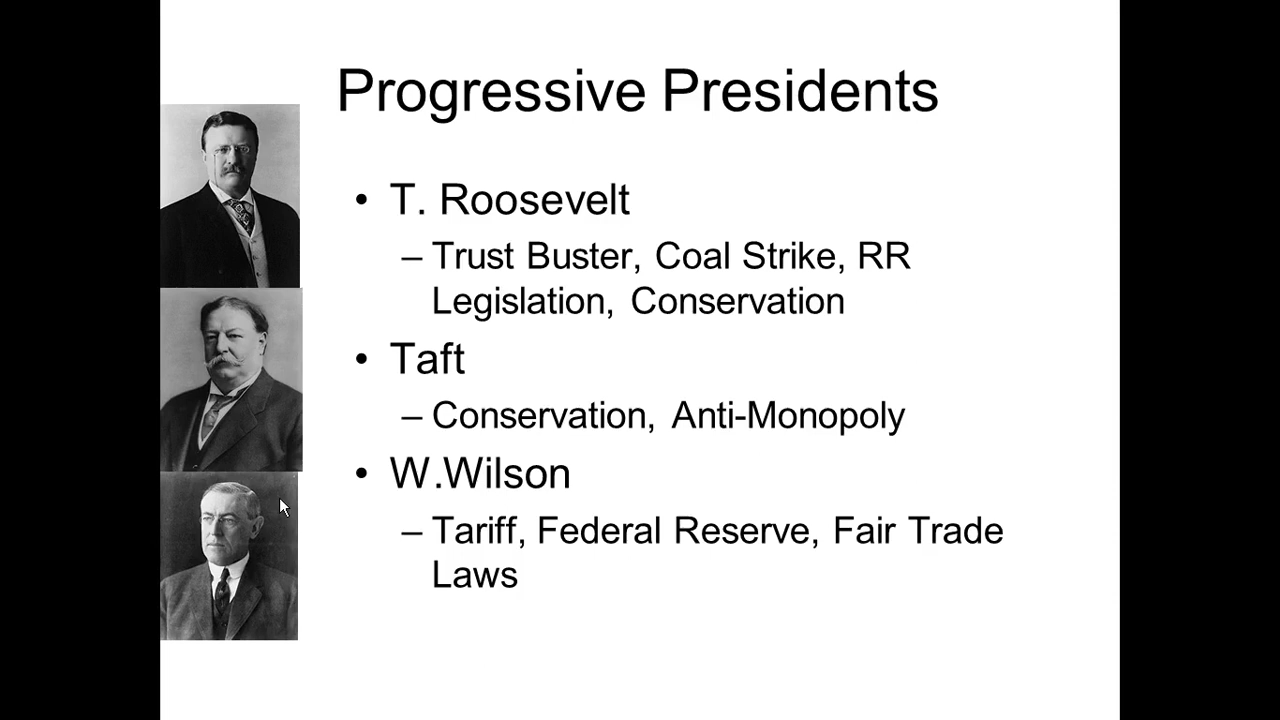 Progressive Presidents
• T. Roosevelt
– Trust Buster, Coal Strike, RR
Legislation, Conservation
• Taft
– Conservation, Anti-Monopoly
• W.Wilson
– Tariff, Federal Reserve, Fair Trade
Laws